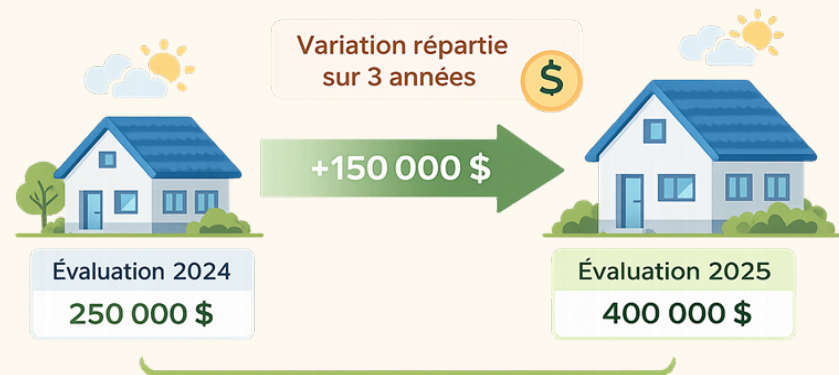 Variation répartie
sur 3 années
$
+150 000 $
Évaluation 2024
250 000 $
Évaluation 2025
400 000 $